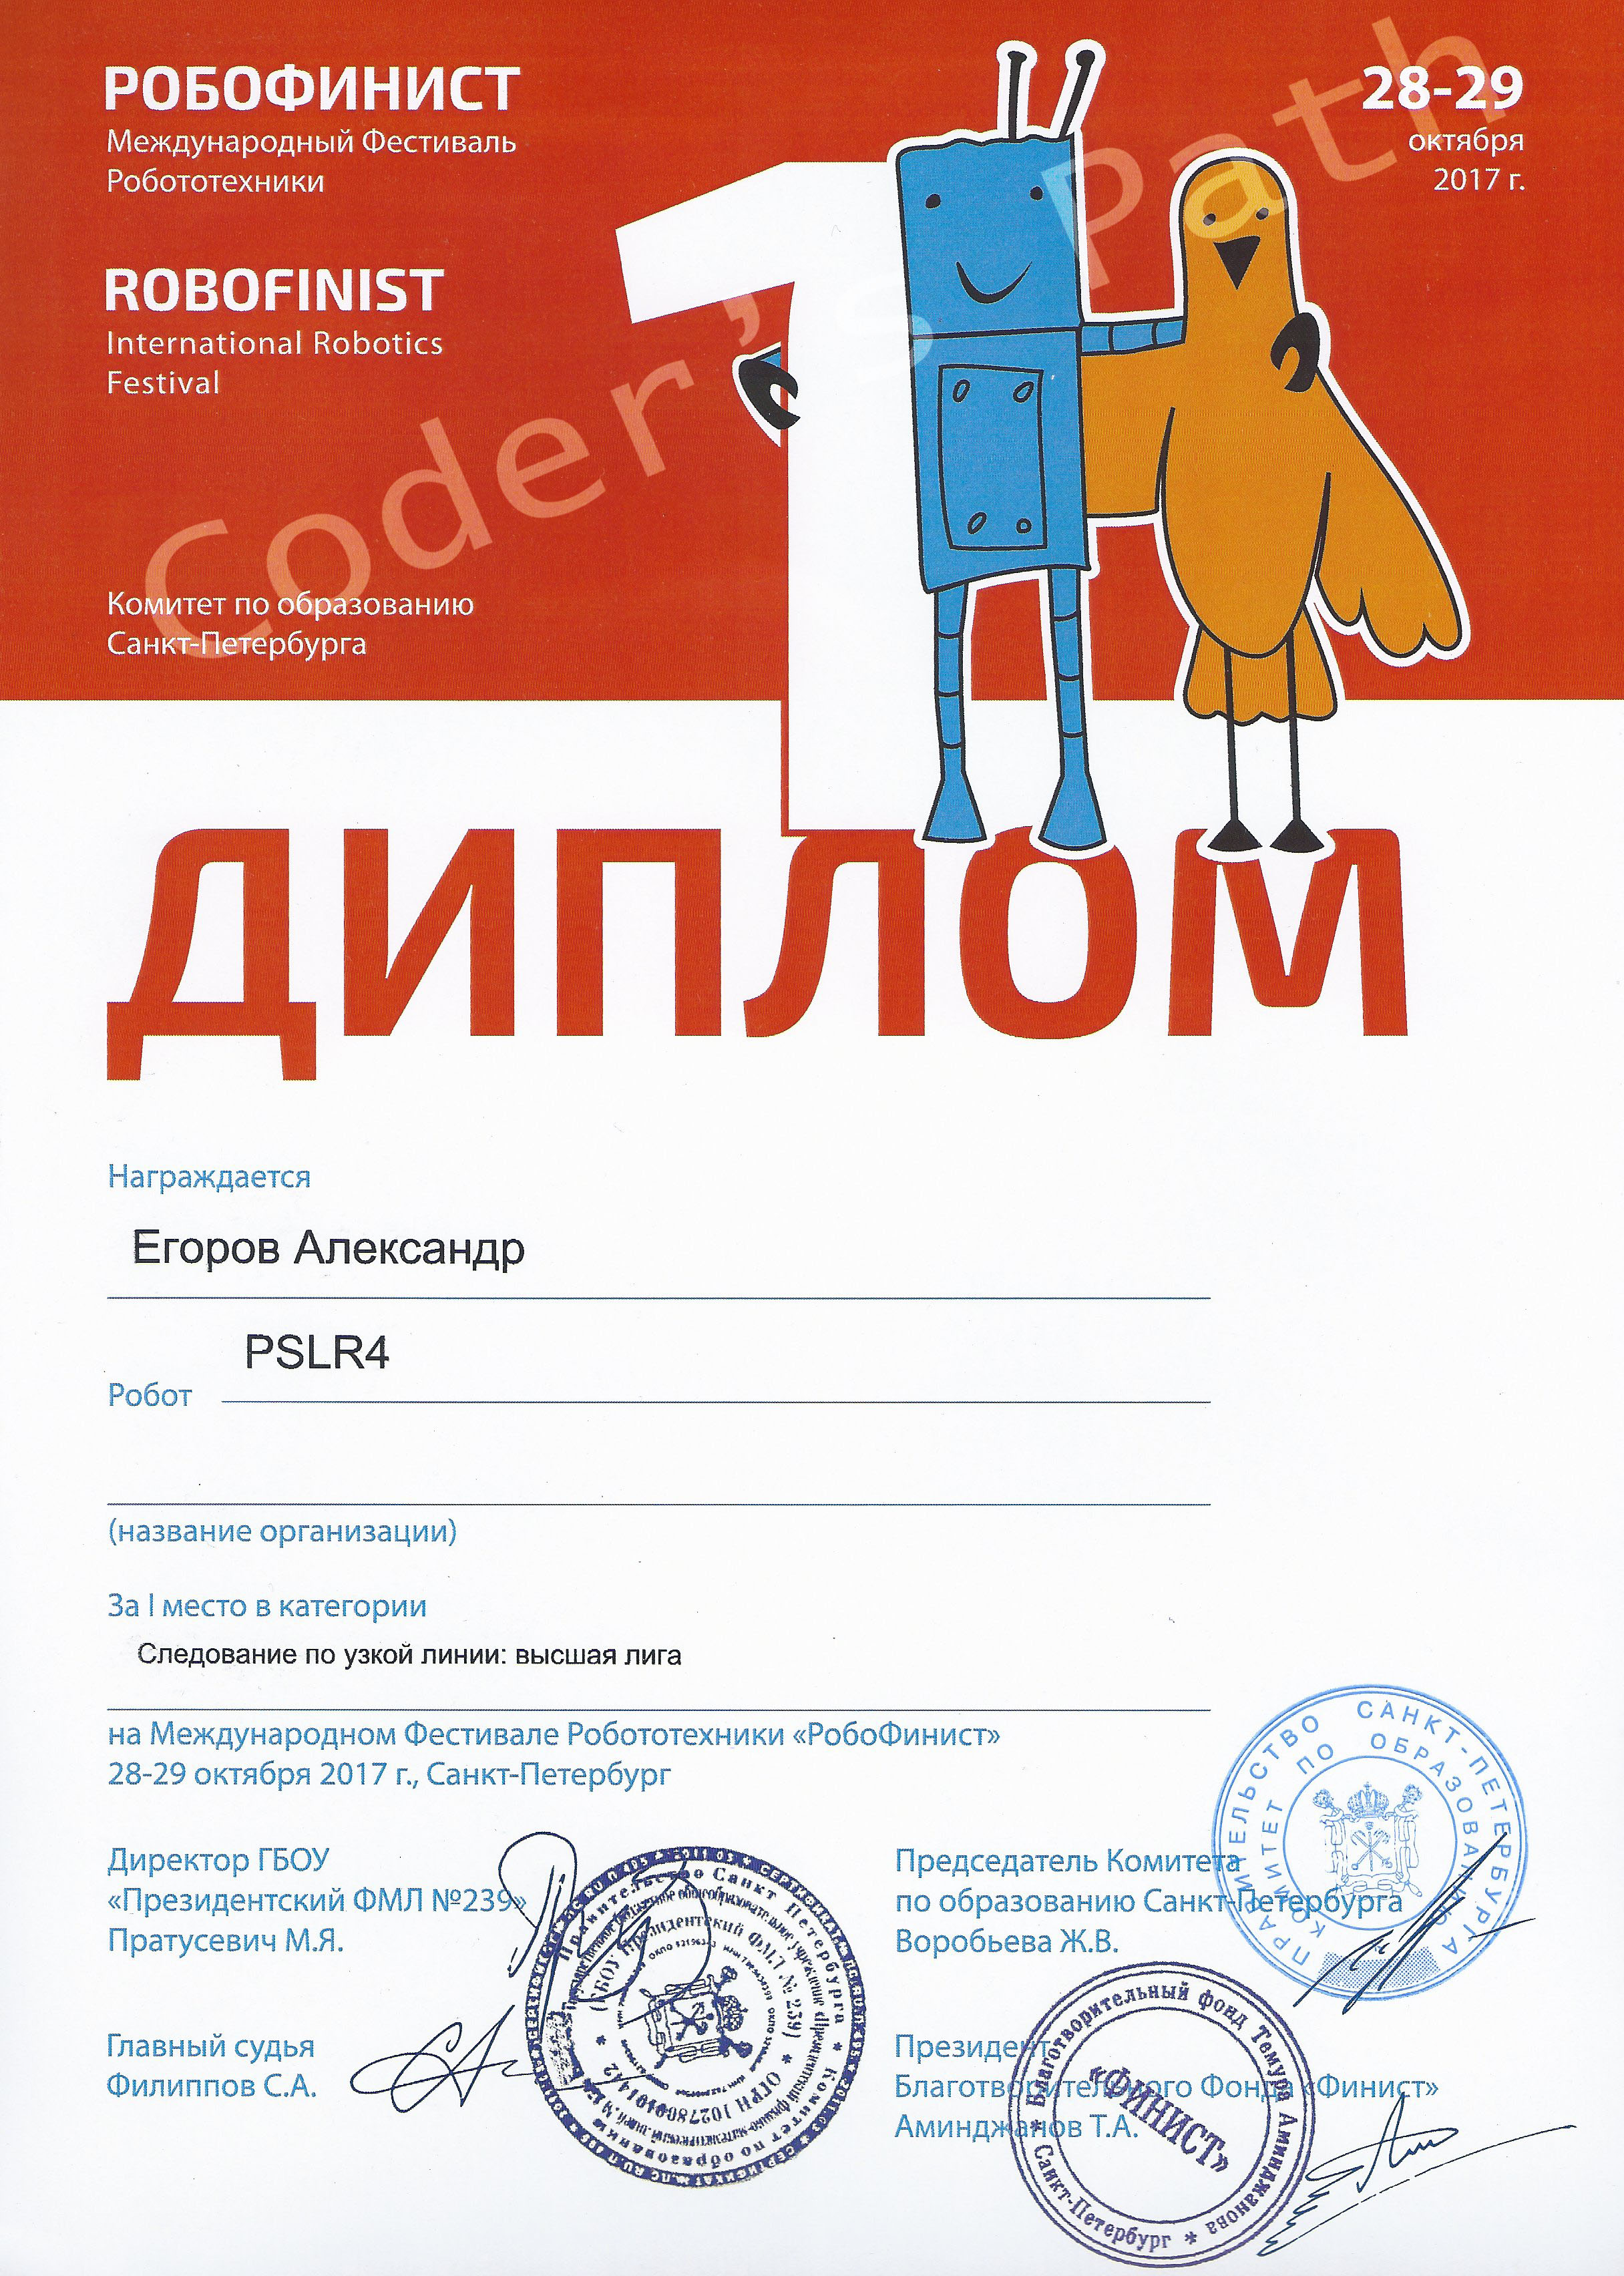 РОБОФИНИСТ
Международный Фестиваль
Робототехники
28-29
октября
2017 г.
ROBOFINIST
International Robotics
Festival
Coder's Path
Комитет по образованию
Санкт-Петербурга
1
ДИПЛОМ
Награждается
Егоров Александр
PSLR4
Робот
(название организации)
За I место в категории
Следование по узкой линии: высшая лига
на Международном Фестивале Робототехники «РобоФинист»
28-29 октября 2017 г., Санкт-Петербург
Директор ГБОУ
«Президентский ФМЛ №239»
Пратусевич М.Я.
Председатель Комитета
по образованию Санкт-Петербурга
Воробьева Ж.В.
Главный судья
Филиппов С.А.
Президент
Благотворительного Фонда «Финист»
Аминджанов Т.А.
ПРАВИТЕЛЬСТВО САНКТ-ПЕТЕРБУРГА
КОМИТЕТ ПО ОБРАЗОВАНИЮ
Правительство Санкт Петербурга * Комитет по образованию
(ГБОУ Президентский ФМЛ № 239) * ОГРН
* Благотворительный фонд Темура Аминджанова * Санкт-Петербург
«ФИНИСТ»